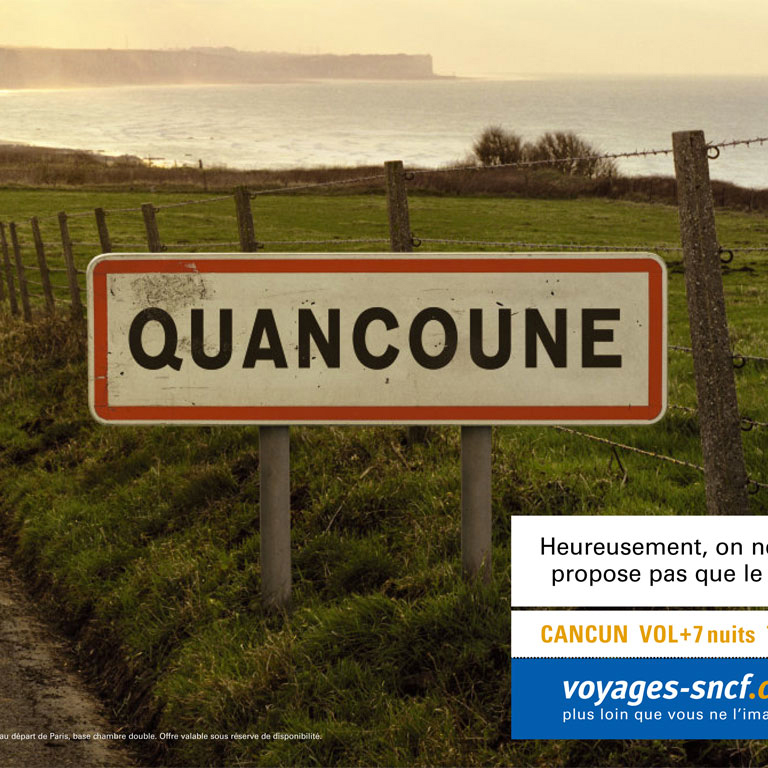 QUANCOUNE
Heureusement, on n
propose pas que le
CANCUN VOL+7 nuits
voyages-sncf.
plus loin que vous ne l'ima
au départ de Paris, base chambre double. Offre valable sous réserve de disponibilité.